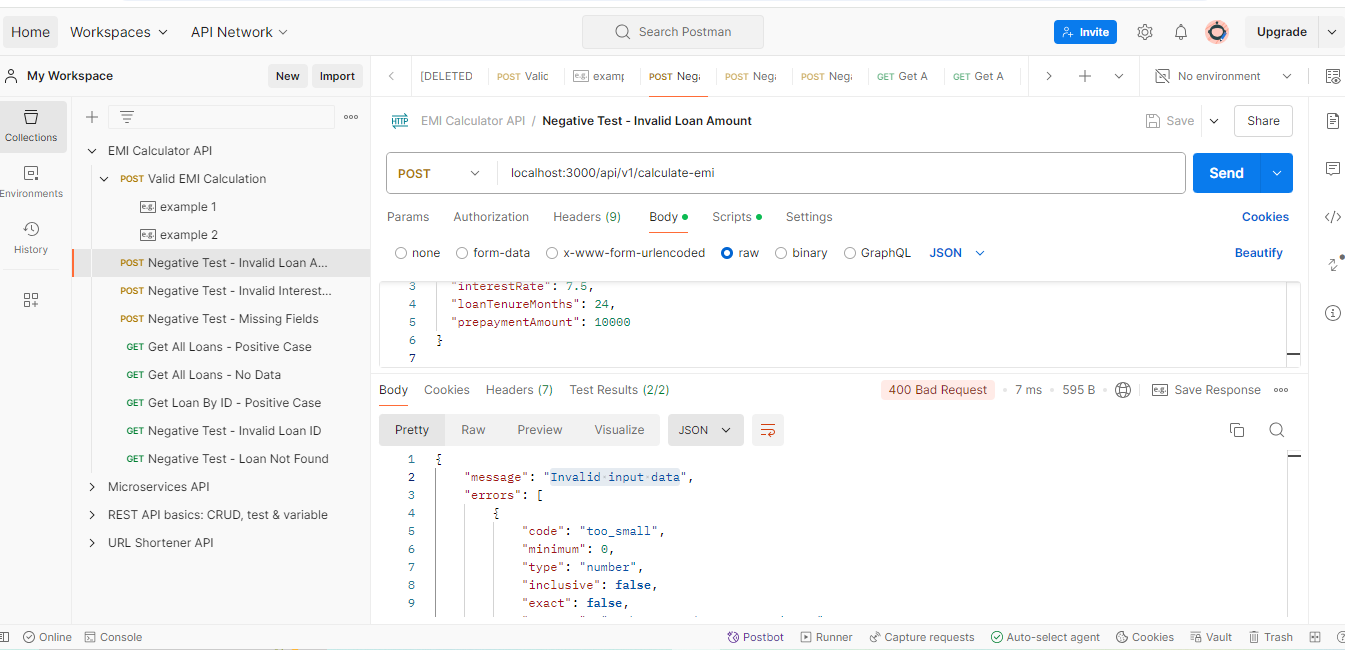 Home Workspaces API Network Search Postman Invite Upgrade
My Workspace New Import [DELETED POST Valic e.g. examp POST Nega POST Nega POST Nega GET Get A GET Get A No environment
Collections
Environments
History
EMI Calculator API
POST Valid EMI Calculation
e.g. example 1
e.g. example 2
POST Negative Test - Invalid Loan A...
POST Negative Test - Invalid Interest...
POST Negative Test - Missing Fields
GET Get All Loans - Positive Case
GET Get All Loans - No Data
GET Get Loan By ID - Positive Case
GET Negative Test - Invalid Loan ID
GET Negative Test - Loan Not Found
Microservices API
REST API basics: CRUD, test & variable
URL Shortener API
HTTP EMI Calculator API / Negative Test - Invalid Loan Amount Save Share
POST localhost:3000/api/v1/calculate-emi Send
Params Authorization Headers (9) Body Scripts Settings Cookies
none form-data x-www-form-urlencoded raw binary GraphQL JSON Beautify
3 "interestRate": 7.5,
4 "loanTenureMonths": 24,
5 "prepaymentAmount": 10000
6 }
7
Body Cookies Headers (7) Test Results (2/2) 400 Bad Request 7 ms 595 B e.g. Save Response
Pretty Raw Preview Visualize JSON
1 {
2 "message": "Invalid input data",
3 "errors": [
4 {
5 "code": "too_small",
6 "minimum": 0,
7 "type": "number",
8 "inclusive": false,
9 "exact": false,
Online Console Postbot Runner Capture requests Auto-select agent Cookies Vault Trash